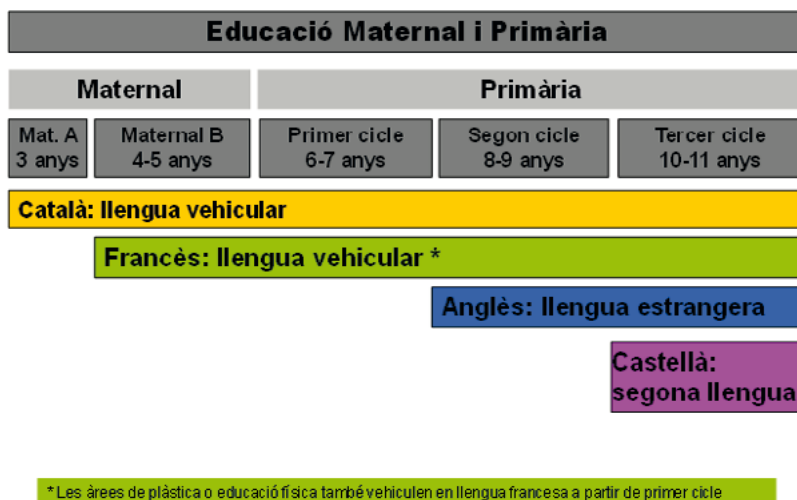 Educació Maternal i Primària
Maternal
Primària
Mat. A
3 anys
Maternal B
4-5 anys
Primer cicle
6-7 anys
Segon cicle
8-9 anys
Tercer cicle
10-11 anys
Català: llengua vehicular
Francès: llengua vehicular *
Anglès: llengua estrangera
Castellà:
segona llengua
* Les àrees de plàstica o educació física també vehiculen en llengua francesa a partir de primer cicle